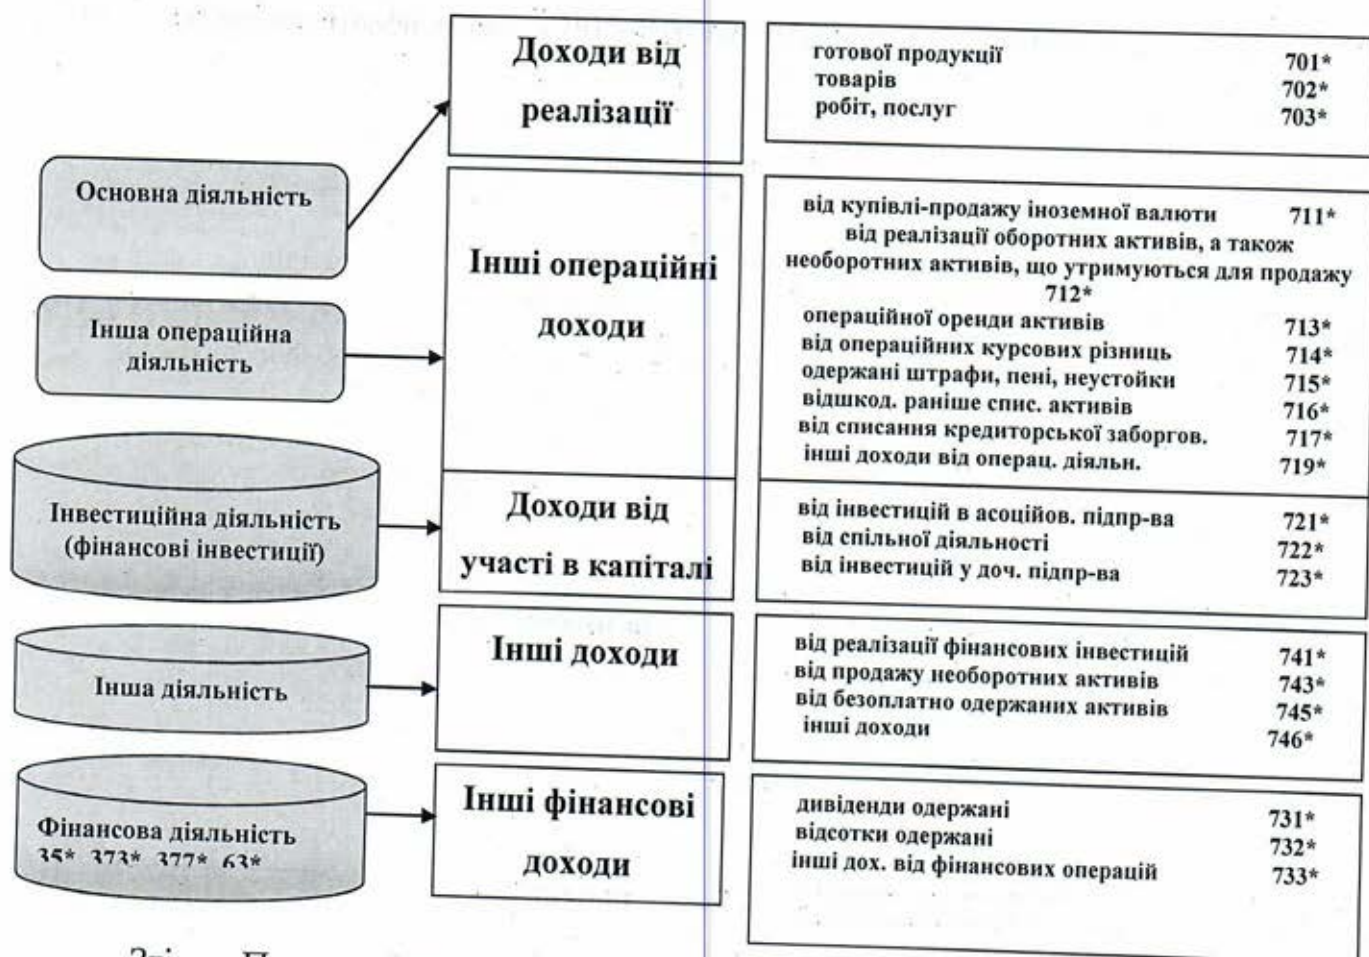 Доходи від
реалізації
готової продукції 701*
товарів 702*
робіт, послуг 703*
Основна діяльність
Інша операційна
діяльність
Інші операційні
доходи
від купівлі-продажу іноземної валюти 711*
від реалізації оборотних активів, а також
необоротних активів, що утримуються для продажу
712*
операційної оренди активів 713*
від операційних курсових різниць 714*
одержані штрафи, пені, неустойки 715*
відшкод. раніше спис. активів 716*
від списання кредиторської заборгов. 717*
інші доходи від операц. діяльн. 719*
Інвестиційна діяльність
(фінансові інвестиції)
Доходи від
участі в капіталі
від інвестицій в асоційов. підпр-ва 721*
від спільної діяльності 722*
від інвестицій у доч. підпр-ва 723*
Інша діяльність
Інші доходи
від реалізації фінансових інвестицій 741*
від продажу необоротних активів 743*
від безоплатно одержаних активів 745*
інші доходи 746*
Фінансова діяльність
35* 373* 377* 63*
Інші фінансові
доходи
дивіденди одержані 731*
відсотки одержані 732*
інші дох. від фінансових операцій 733*